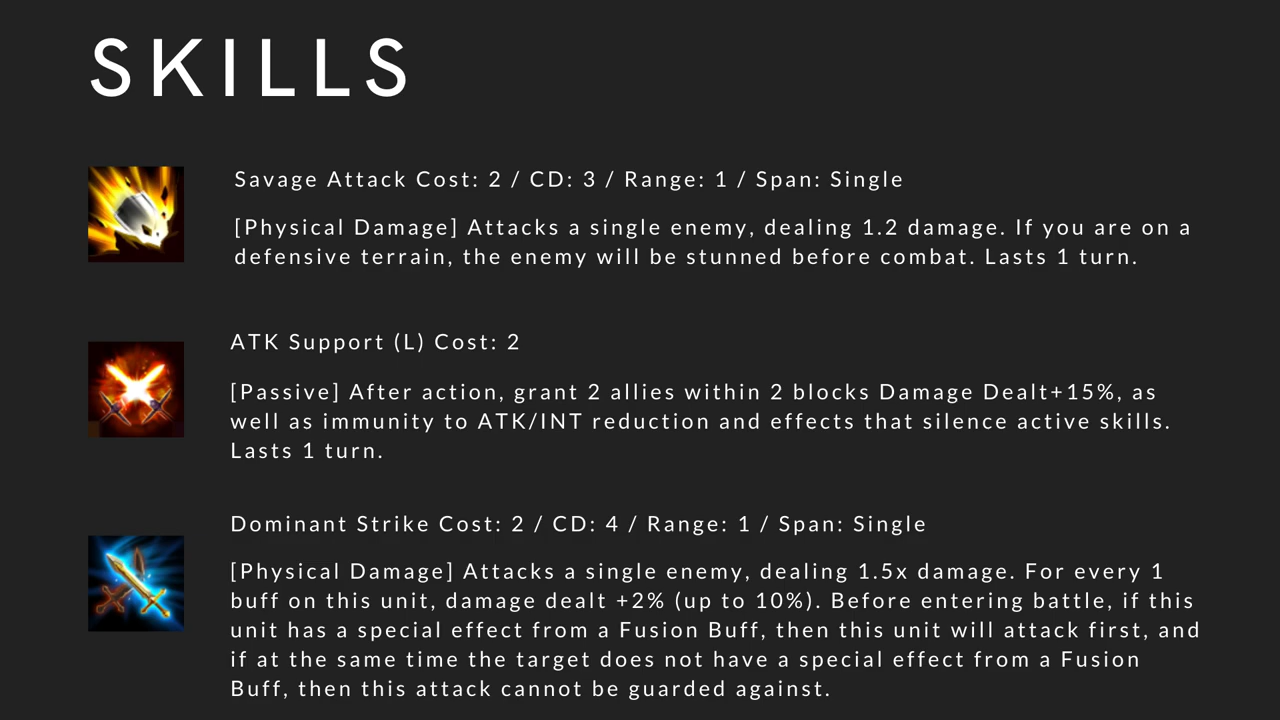 SKILLS
Savage Attack Cost: 2 / CD: 3 / Range: 1 / Span: Single
[Physical Damage] Attacks a single enemy, dealing 1.2 damage. If you are on a
defensive terrain, the enemy will be stunned before combat. Lasts 1 turn.
ATK Support (L) Cost: 2
[Passive] After action, grant 2 allies within 2 blocks Damage Dealt+15%, as
well as immunity to ATK/INT reduction and effects that silence active skills.
Lasts 1 turn.
Dominant Strike Cost: 2 / CD: 4 / Range: 1 / Span: Single
[Physical Damage] Attacks a single enemy, dealing 1.5x damage. For every 1
buff on this unit, damage dealt +2% (up to 10%). Before entering battle, if this
unit has a special effect from a Fusion Buff, then this unit will attack first, and
if at the same time the target does not have a special effect from a Fusion
Buff, then this attack cannot be guarded against.